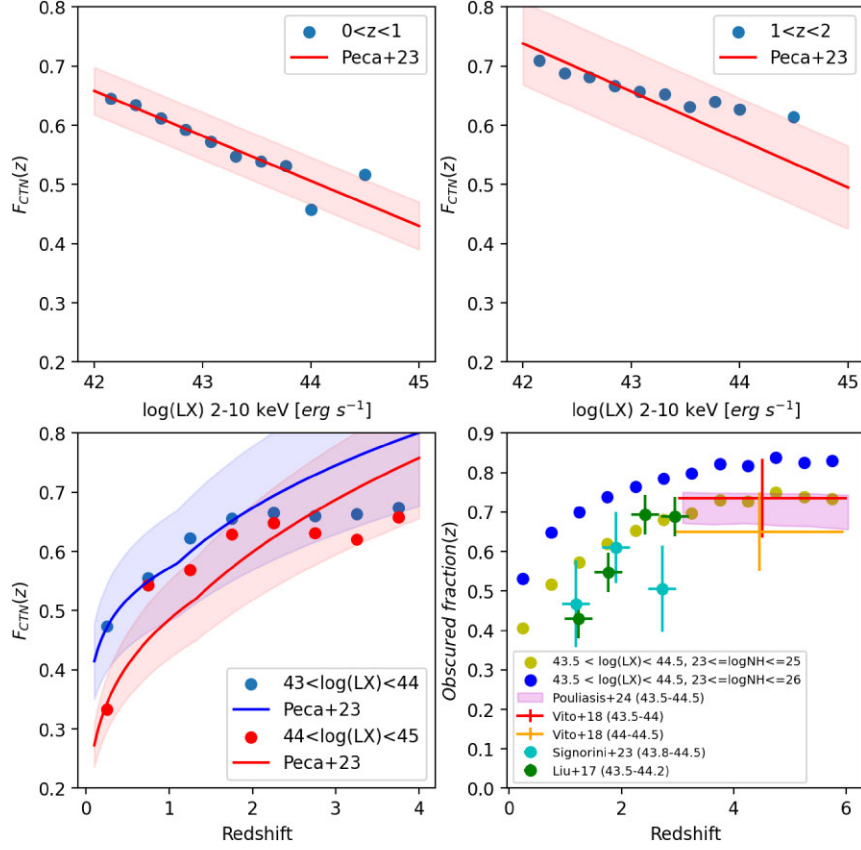 0<z<1
Peca+23
F_{CTN}(z)
0.8
0.7
0.6
0.5
0.4
0.3
0.2
42
43
44
45
log(LX) 2-10 keV [erg s^{-1}]
1<z<2
Peca+23
F_{CTN}(z)
0.8
0.7
0.6
0.5
0.4
0.3
0.2
42
43
44
45
log(LX) 2-10 keV [erg s^{-1}]
F_{CTN}(z)
0.8
0.7
0.6
0.5
0.4
0.3
0.2
43<log(LX)<44
Peca+23
44<log(LX)<45
Peca+23
0
1
2
3
4
Redshift
Obscured fraction(z)
0.9
0.8
0.7
0.6
0.5
0.4
0.3
0.2
0.1
0.0
43.5 < log(LX)< 44.5, 23<=logNH<=25
43.5 < log(LX)< 44.5, 23<=logNH<=26
Pouliasis+24 (43.5-44.5)
Vito+18 (43.5-44)
Vito+18 (44-44.5)
Signorini+23 (43.8-44.5)
Liu+17 (43.5-44.2)
0
2
4
6
Redshift